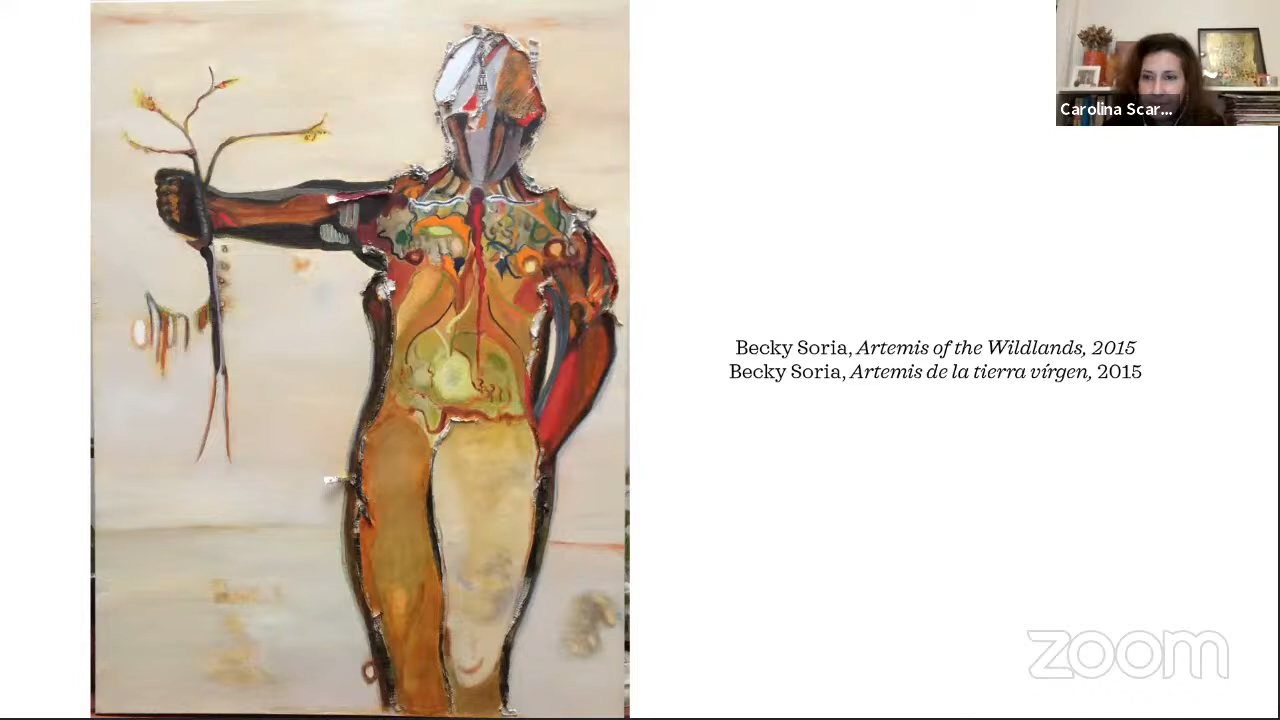 Carolina Scar...
Becky Soria, Artemis of the Wildlands, 2015
Becky Soria, Artemis de la tierra vírgen, 2015
zoom